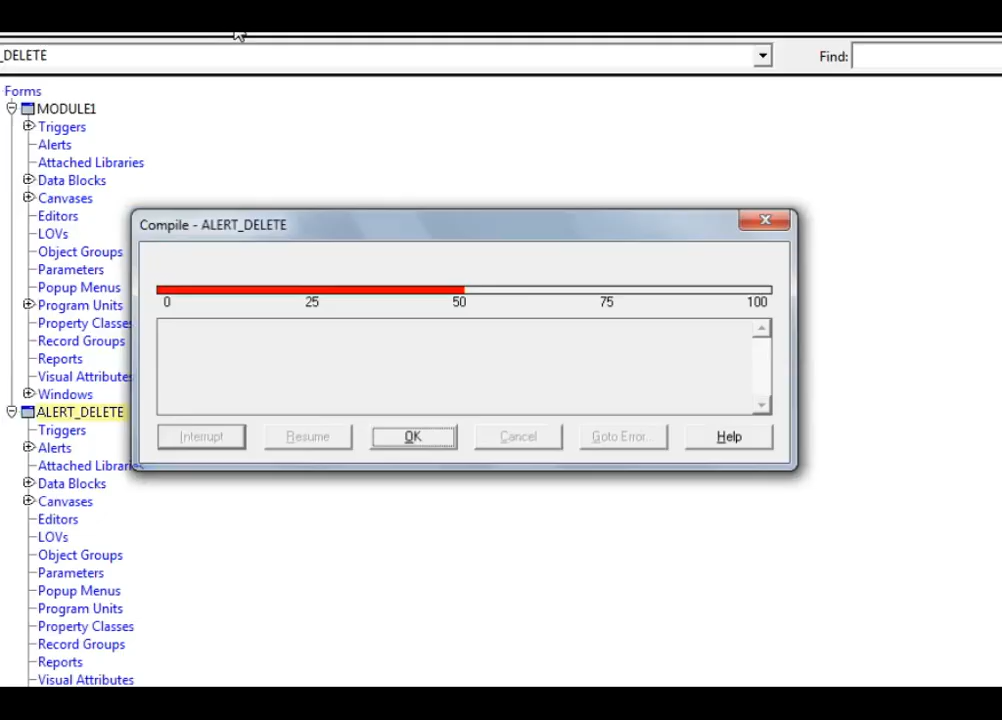 _DELETE
Find:
Forms
MODULE1
Triggers
Alerts
Attached Libraries
Data Blocks
Canvases
Editors
LOVs
Object Groups
Parameters
Popup Menus
Program Units
Property Classes
Record Groups
Reports
Visual Attributes
Windows
ALERT_DELETE
Triggers
Alerts
Attached Libraries
Data Blocks
Canvases
Editors
LOVs
Object Groups
Parameters
Popup Menus
Program Units
Property Classes
Record Groups
Reports
Visual Attributes
Compile - ALERT_DELETE
0 25 50 75 100
Interrupt Resume OK Cancel Goto Error... Help